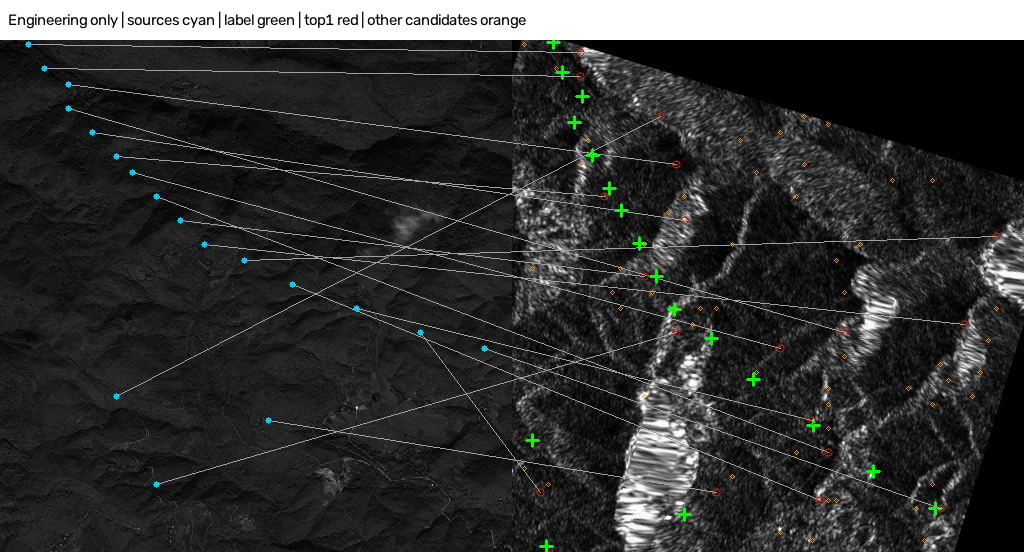 Engineering only | sources cyan | label green | top1 red | other candidates orange